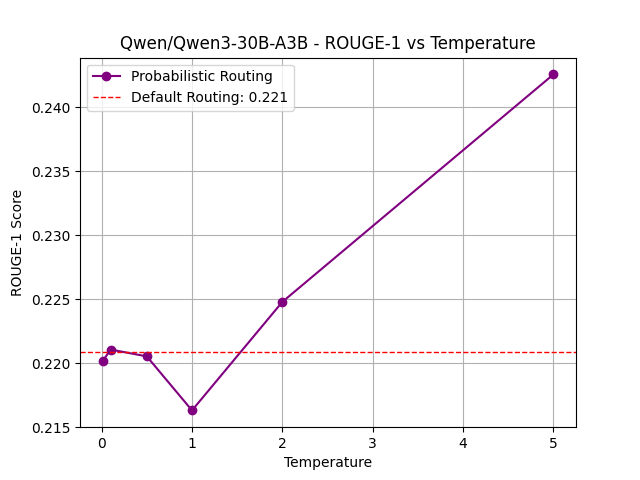 Qwen/Qwen3-30B-A3B - ROUGE-1 vs Temperature
Probabilistic Routing
Default Routing: 0.221
0.240
0.235
0.230
0.225
0.220
0.215
ROUGE-1 Score
0 1 2 3 4 5
Temperature